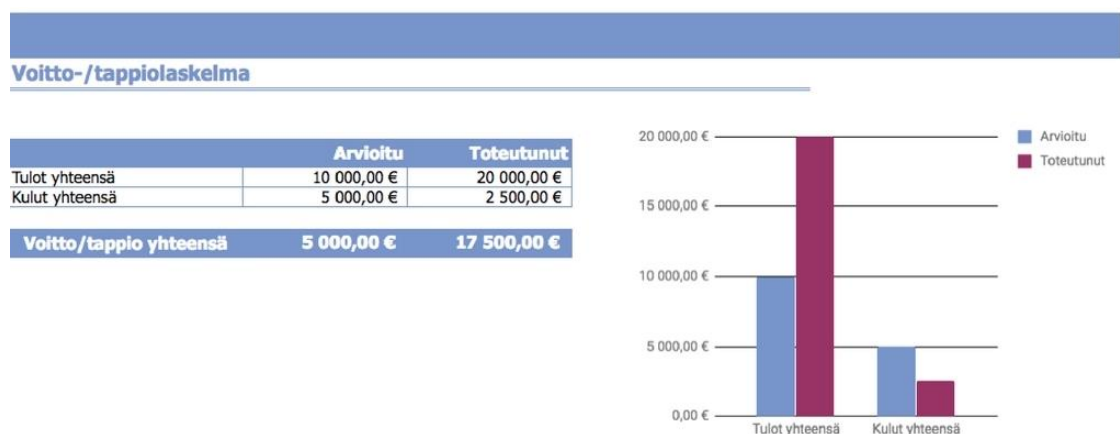 Voitto-/tappiolaskelma
Arvioitu Toteutunut
Tulot yhteensä 10 000,00 € 20 000,00 €
Kulut yhteensä 5 000,00 € 2 500,00 €
Voitto/tappio yhteensä 5 000,00 € 17 500,00 €
20 000,00 €
15 000,00 €
10 000,00 €
5 000,00 €
0,00 €
Tulot yhteensä Kulut yhteensä
Arvioitu
Toteutunut